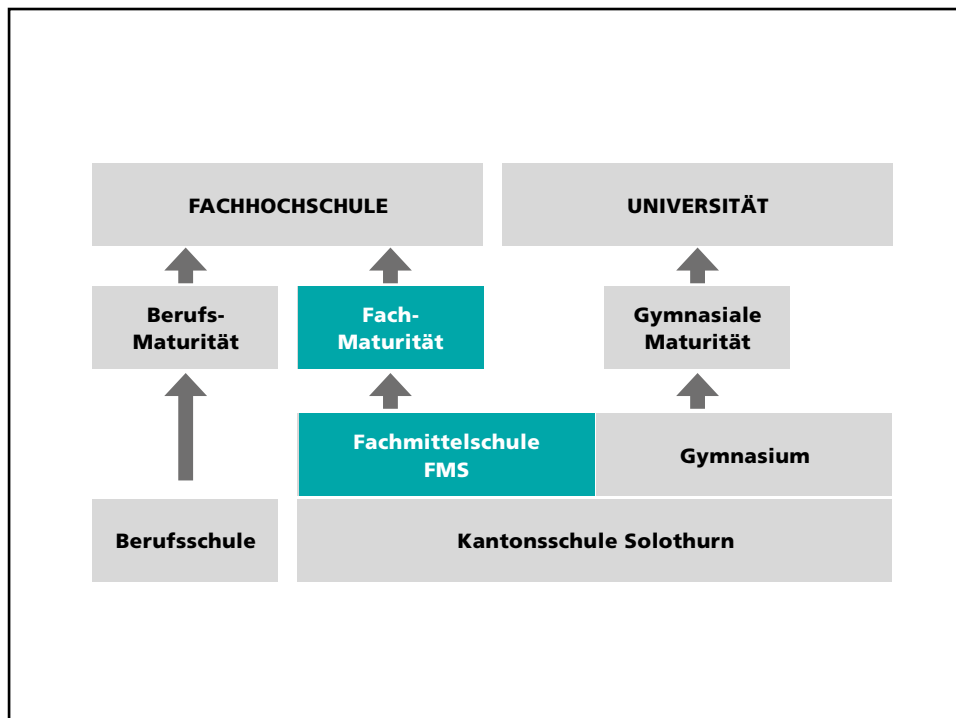 FACHHOCHSCHULE
UNIVERSITÄT
Berufs-
Maturität
Fach-
Maturität
Gymnasiale
Maturität
Fachmittelschule
FMS
Gymnasium
Berufsschule
Kantonsschule Solothurn